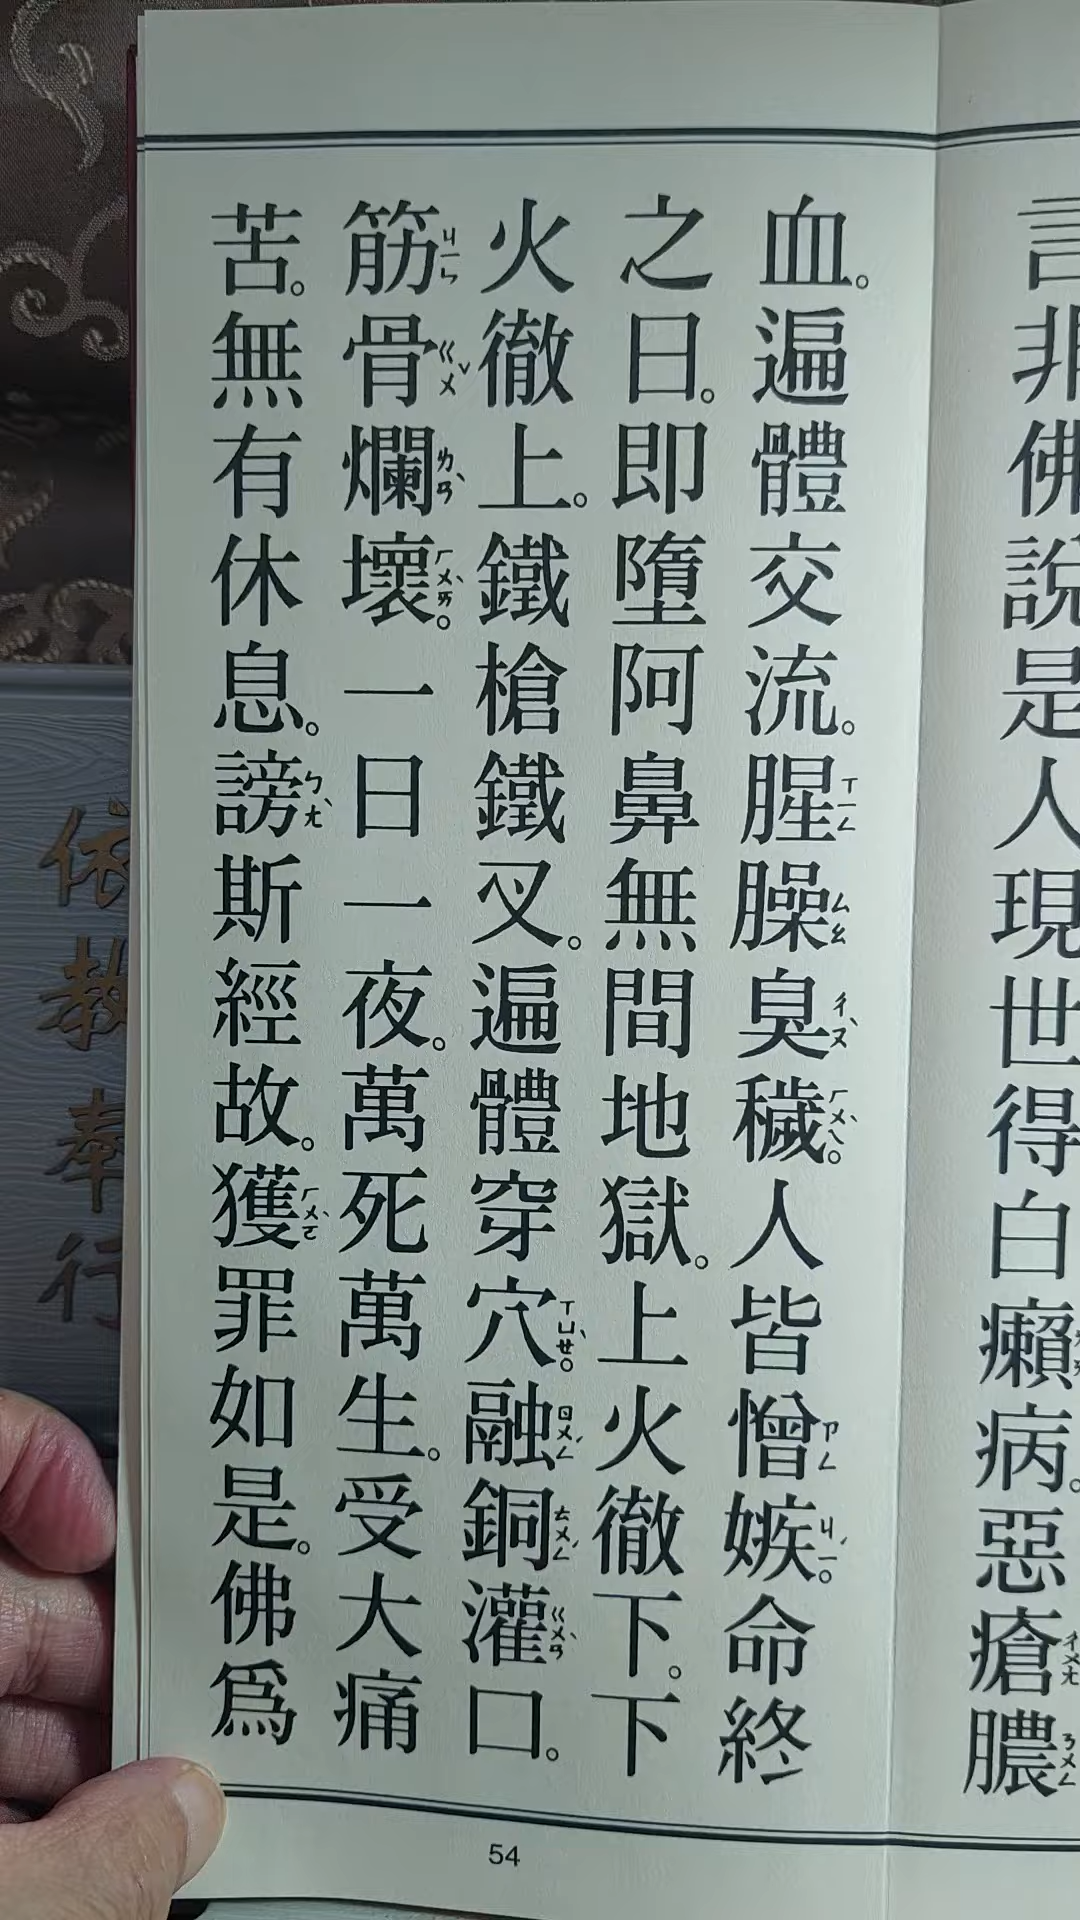 言非佛說是人現世得白癩病。惡瘡膿
血。遍體交流。腥臊臭穢。人皆憎嫉。命終
之日。即墮阿鼻無間地獄。上火徹下。下
火徹上。鐵槍鐵叉。遍體穿穴。融銅灌口。
筋骨爛壞。一日一夜。萬死萬生。受大痛
苦。無有休息。謗斯經故。獲罪如是。佛為
54
依教奉行